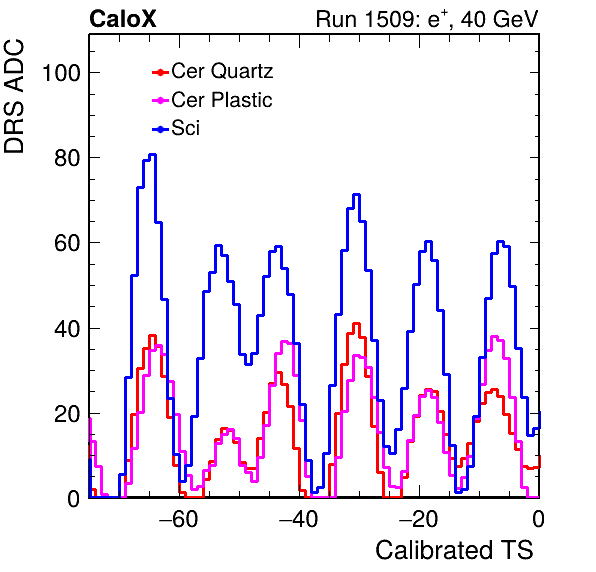 CaloX Run 1509: e⁺, 40 GeV
DRS ADC
Cer Quartz
Cer Plastic
Sci
100
80
60
40
20
0
−60 −40 −20 0
Calibrated TS